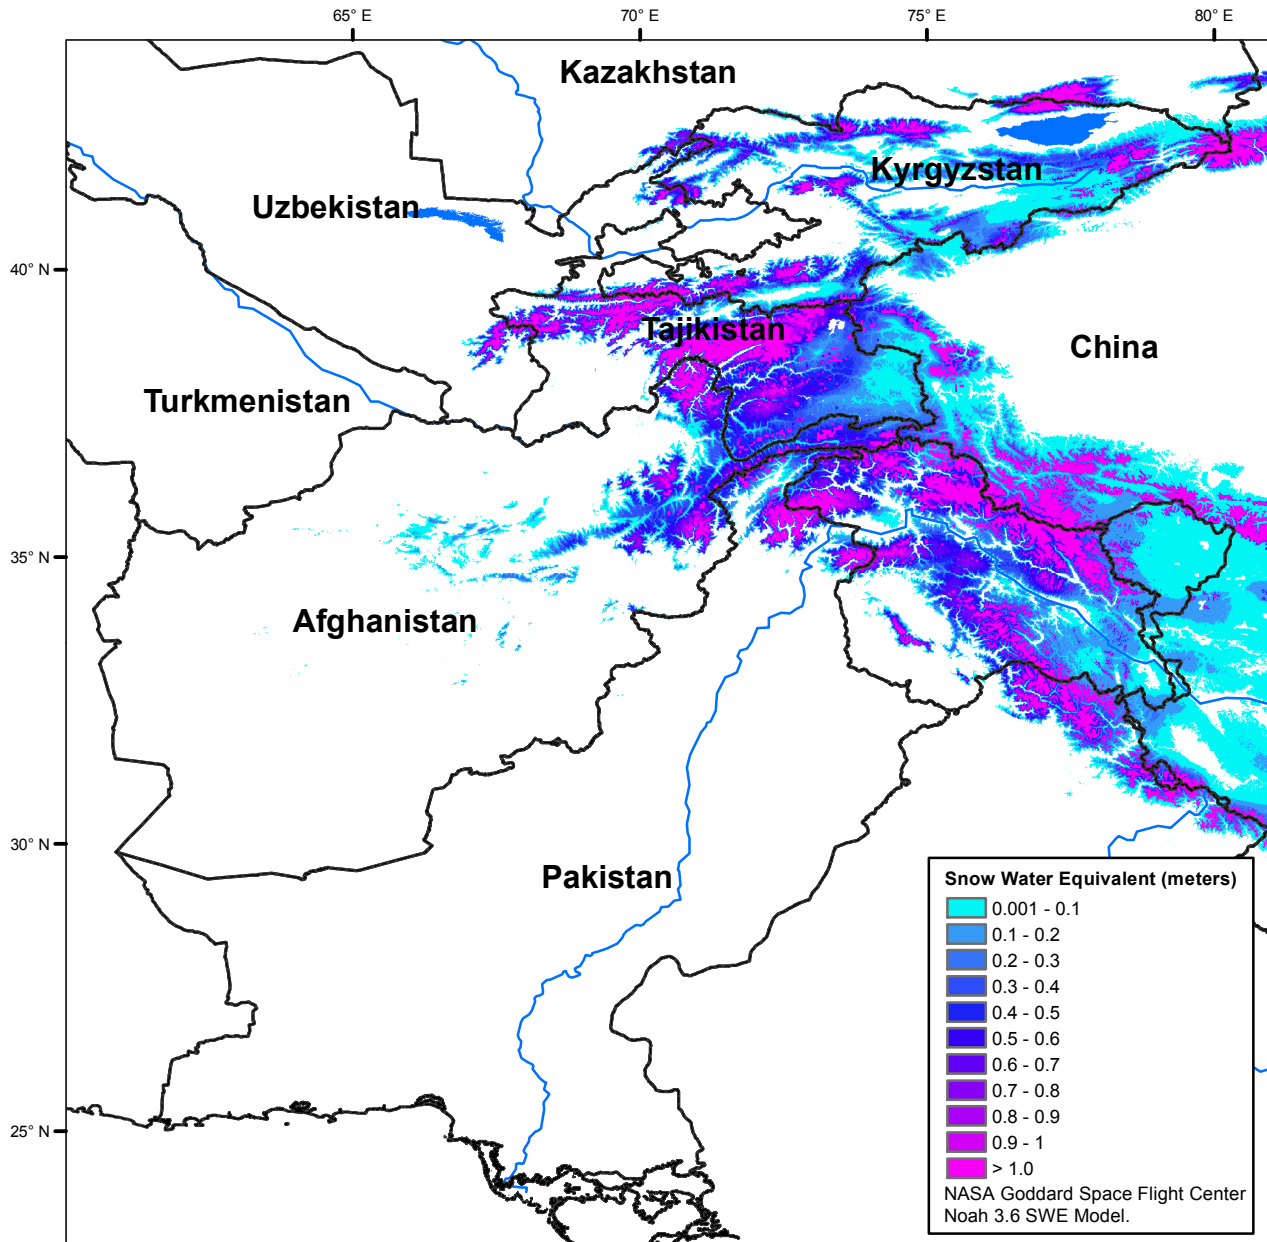 65° E
70° E
75° E
80° E
Kazakhstan
Kyrgyzstan
Uzbekistan
40° N
Tajikistan
China
Turkmenistan
35° N
Afghanistan
30° N
Pakistan
25° N
Snow Water Equivalent (meters)
0.001 - 0.1
0.1 - 0.2
0.2 - 0.3
0.3 - 0.4
0.4 - 0.5
0.5 - 0.6
0.6 - 0.7
0.7 - 0.8
0.8 - 0.9
0.9 - 1
> 1.0
NASA Goddard Space Flight Center
Noah 3.6 SWE Model.